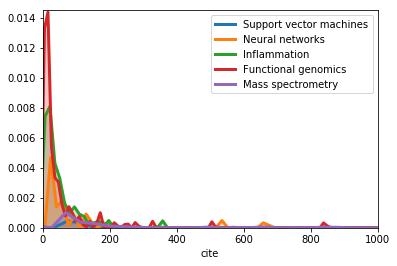 0.014
0.012
0.010
0.008
0.006
0.004
0.002
0.000
Support vector machines
Neural networks
Inflammation
Functional genomics
Mass spectrometry
0 200 400 600 800 1000
cite